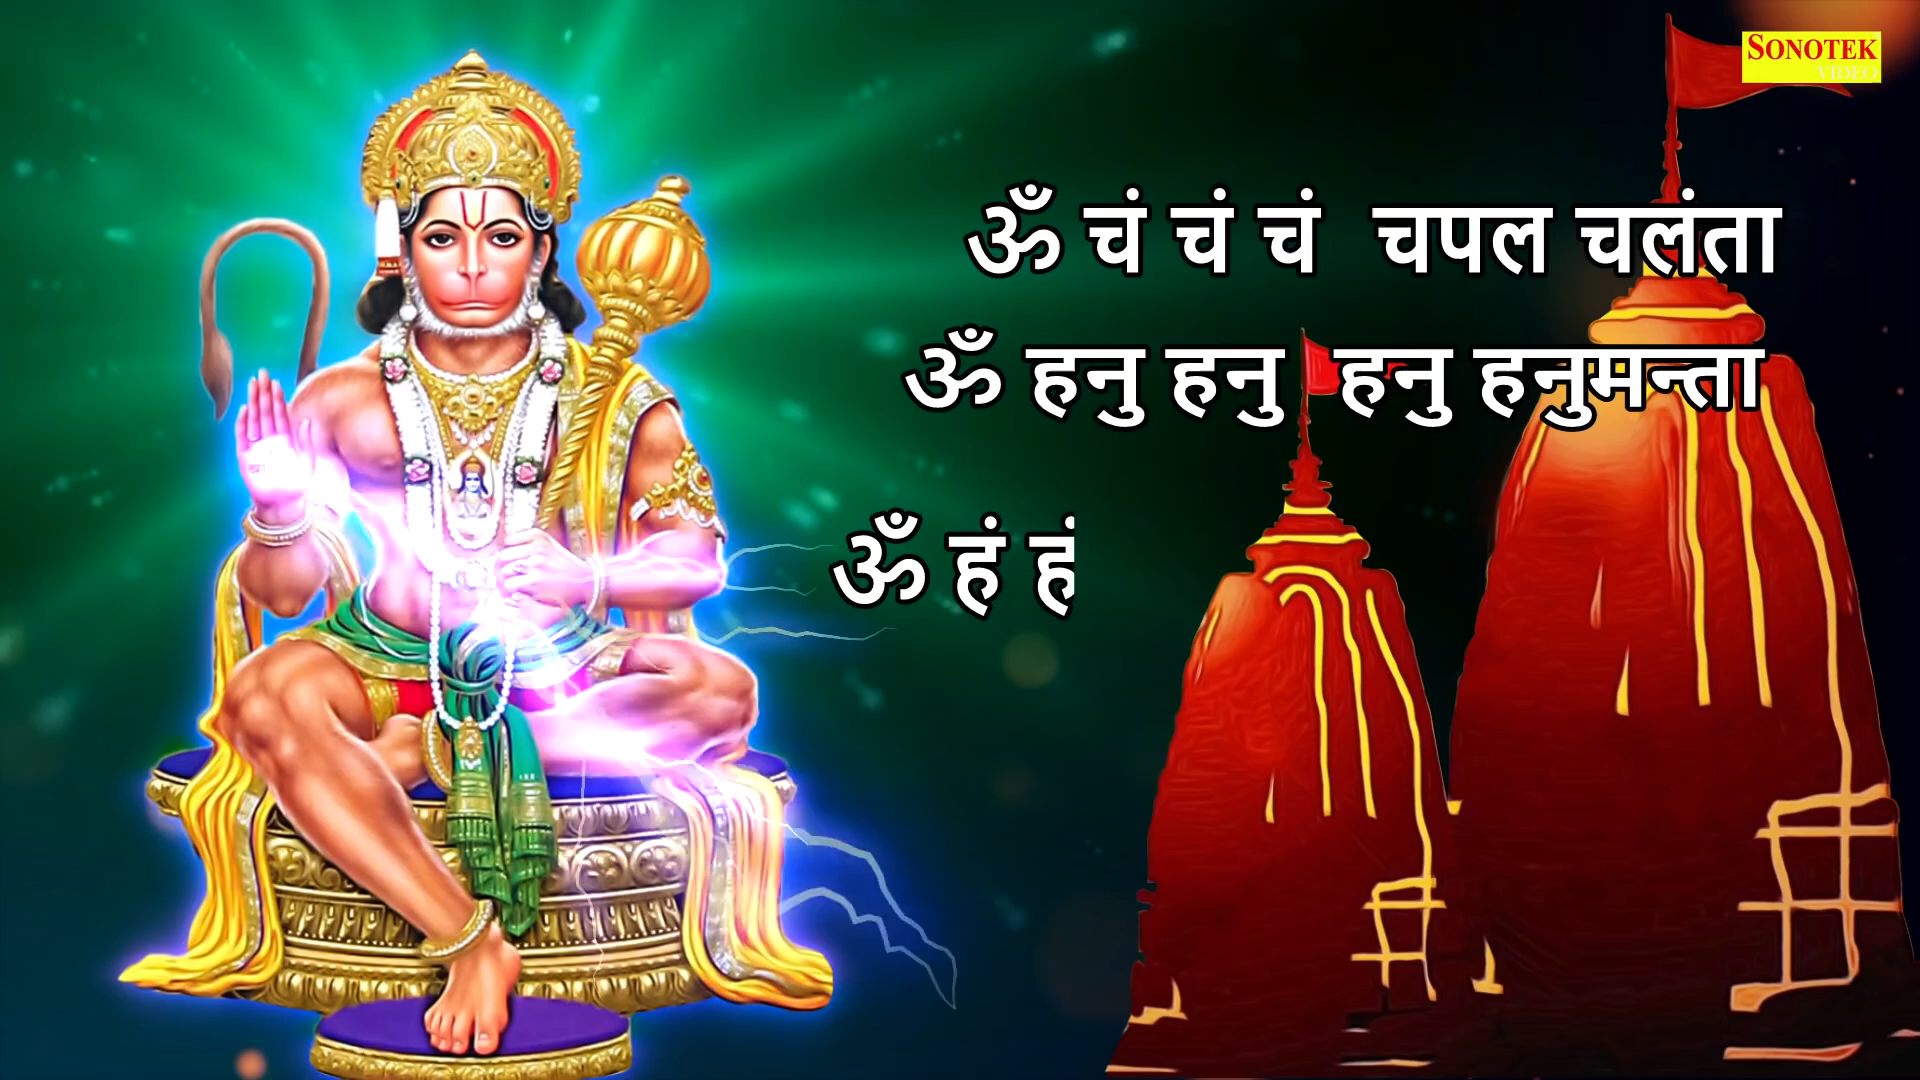 SONOTEK
VIDEO
ॐ चं चं चं चपल चलंता
ॐ हनु हनु हनु हनुमन्ता
ॐ हं हं